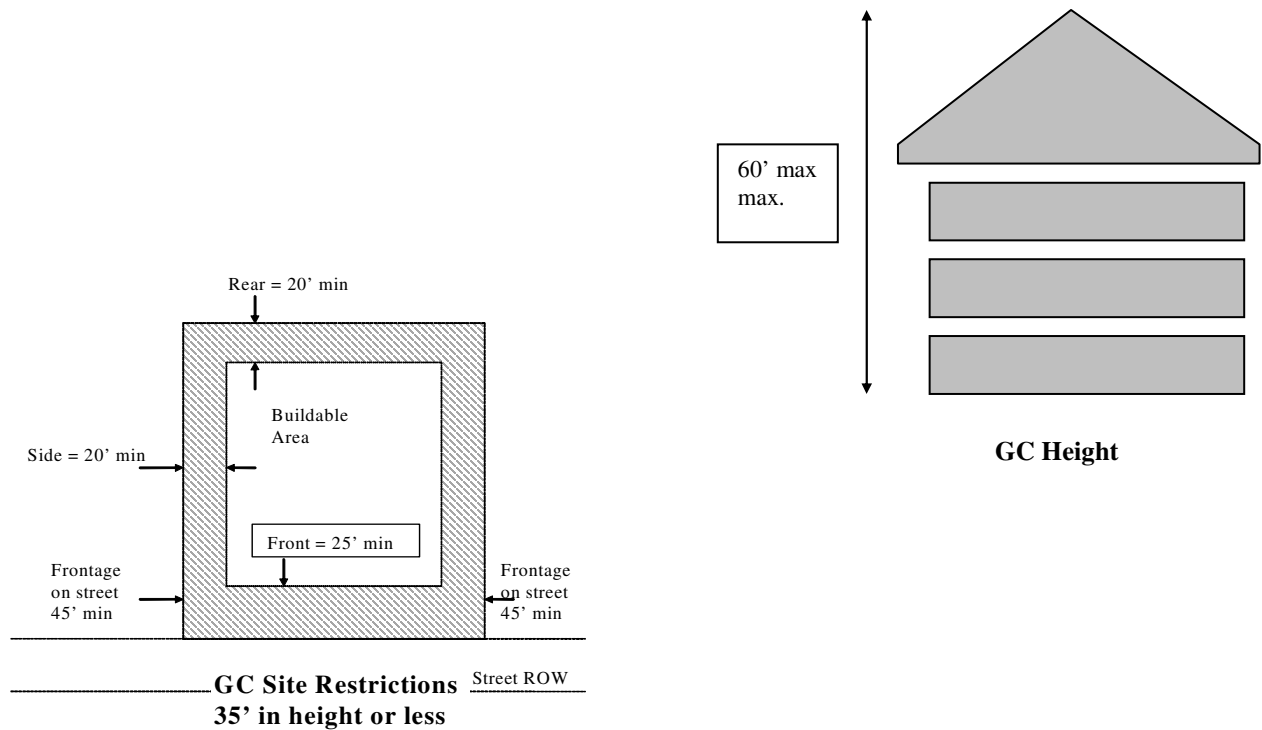 60’ max
max.
GC Height
Rear = 20’ min
Buildable
Area
Side = 20’ min
Front = 25’ min
Frontage
on street
45’ min
Frontage
on street
45’ min
Street ROW
GC Site Restrictions
35’ in height or less